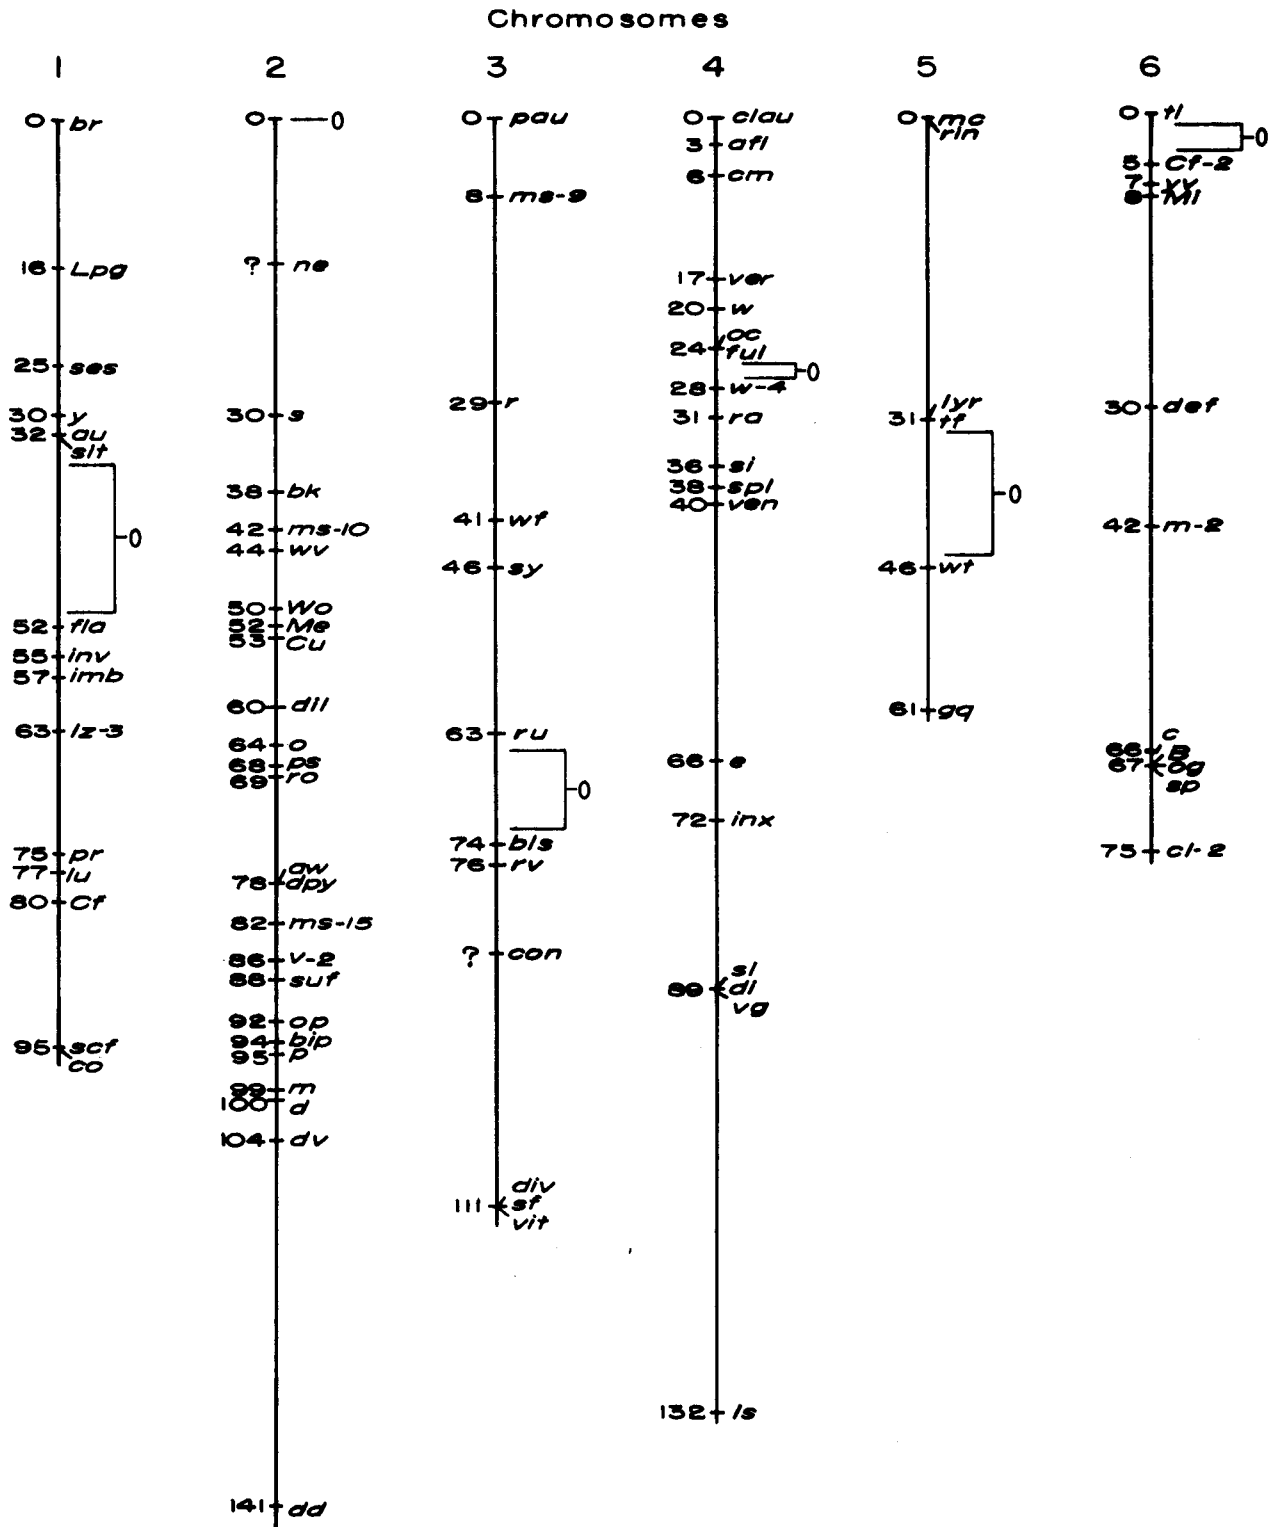 Chromosomes
1
0 br
16 Lpg
25 ses
30 y
32 au
slt
0
52 fla
55 inv
57 imb
63 lz-3
75 pr
77 lu
80 Cf
95 scf
co
2
0 0
? ne
30 s
38 bk
42 ms-10
44 wv
50 Wo
52 Me
53 Cu
60 dil
64 o
68 ps
69 ro
aw
78 dpy
82 ms-15
86 v-2
88 suf
92 op
94 bip
95 p
99 m
100 d
104 dv
141 dd
3
0 pau
8 ms-9
29 r
41 wf
46 sy
63 ru
0
74 bls
76 rv
? con
div
111 sf
vit
4
0 clau
3 afl
6 cm
17 ver
20 w
oc
24 ful
0
28 w-4
31 ra
36 si
38 spl
40 ven
66 e
72 inx
sl
89 dl
vg
132 ls
5
0 mc
rin
lyr
31 tf
0
46 wt
61 gq
6
0 tl
0
5 Cf-2
7 yv
8 Mi
30 def
42 m-2
c
66 B
67 og
sp
75 cl-2